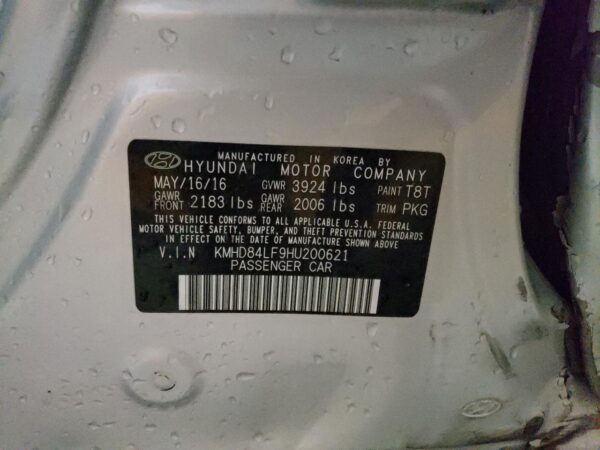 MANUFACTURED IN KOREA BY
HYUNDAI MOTOR COMPANY
MAY/16/16 GVWR 3924 lbs PAINT T8T
GAWR FRONT 2183 lbs GAWR REAR 2006 lbs TRIM PKG
THIS VEHICLE CONFORMS TO ALL APPLICABLE U.S.A. FEDERAL
MOTOR VEHICLE SAFETY, BUMPER, AND THEFT PREVENTION STANDARDS
IN EFFECT ON THE DATE OF MANUFACTURE SHOWN ABOVE
V.I.N KMHD84LF9HU200621
PASSENGER CAR